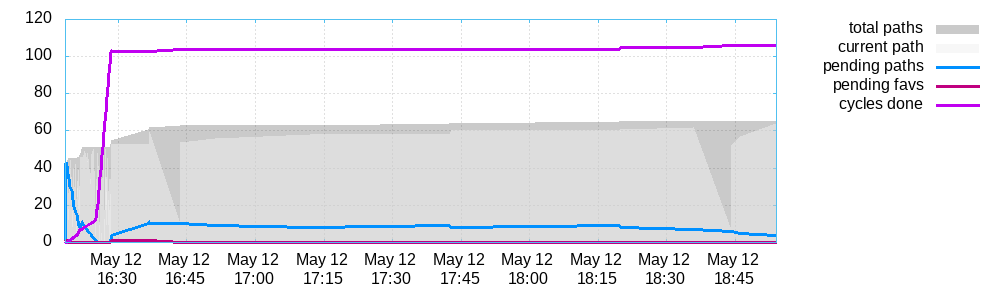 120
100
80
60
40
20
0
May 12 May 12 May 12 May 12 May 12 May 12 May 12 May 12 May 12 May 12
16:30 16:45 17:00 17:15 17:30 17:45 18:00 18:15 18:30 18:45
total paths
current path
pending paths
pending favs
cycles done